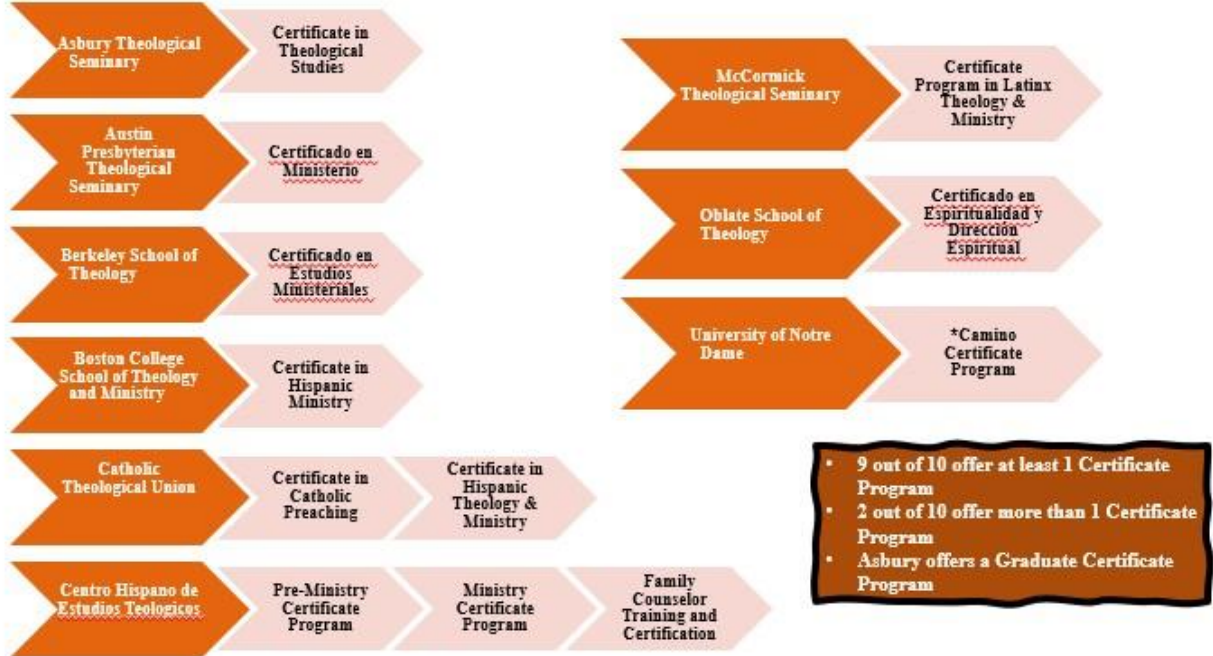 Asbury Theological
Seminary
Certificate in
Theological
Studies
Austin
Presbyterian
Theological
Seminary
Certificado en
Ministerio
Berkeley School of
Theology
Certificado en
Estudios
Ministeriales
Boston College
School of Theology
and Ministry
Certificate in
Hispanic
Ministry
Catholic
Theological Union
Certificate in
Catholic
Preaching
Certificate in
Hispanic
Theology &
Ministry
Centro Hispano de
Estudios Teologicos
Pre-Ministry
Certificate
Program
Ministry
Certificate
Program
Family
Counselor
Training and
Certification
McCormick
Theological Seminary
Certificate
Program in Latinx
Theology &
Ministry
Oblate School of
Theology
Certificado en
Espiritualidad y
Dirección
Espiritual
University of Notre
Dame
*Camino
Certificate
Program
• 9 out of 10 offer at least 1 Certificate
Program
• 2 out of 10 offer more than 1 Certificate
Program
• Asbury offers a Graduate Certificate
Program